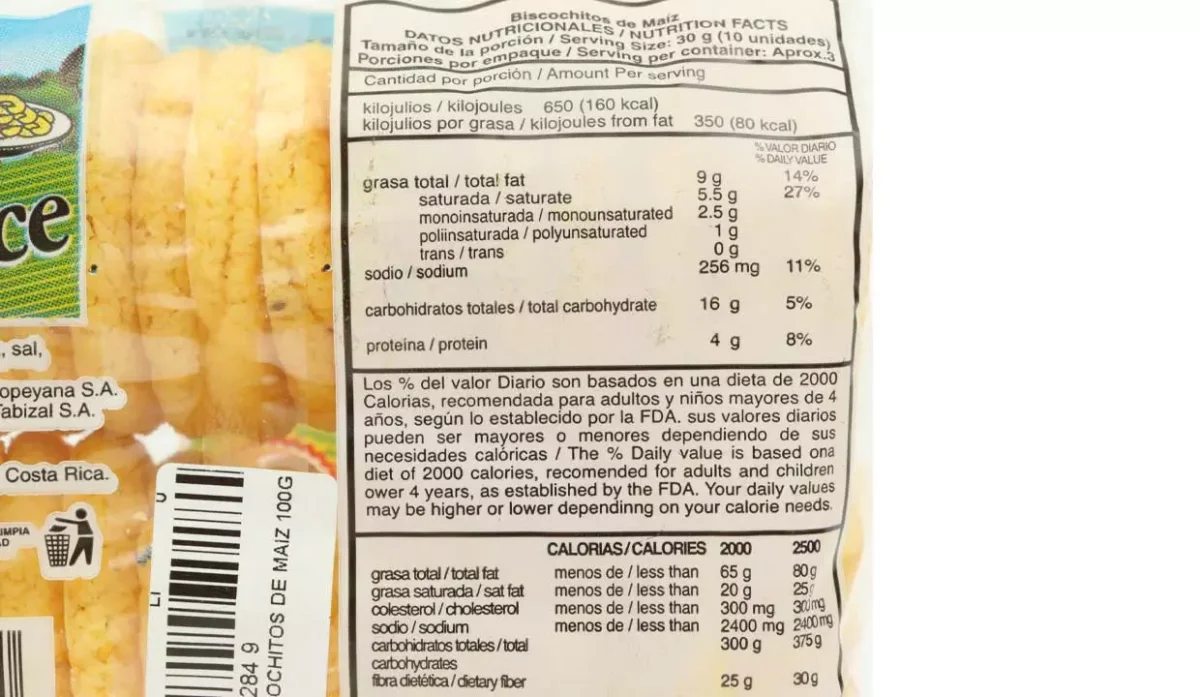 ce
, sal,
opeyana S.A.
abizal S.A.
Costa Rica.
IMPIA
D
284 9
OCHITOS DE MAIZ 100G
Biscochitos de Maíz
DATOS NUTRICIONALES / NUTRITION FACTS
Tamaño de la porción / Serving Size: 30 g (10 unidades)
Porciones por empaque / Serving per container: Aprox.3
Cantidad por porción / Amount Per serving
kilojulios / kilojoules 650 (160 kcal)
kilojulios por grasa / kilojoules from fat 350 (80 kcal)
% VALOR DIARIO
% DAILY VALUE
grasa total / total fat 9 g 14%
saturada / saturate 5.5 g 27%
monoinsaturada / monounsaturated 2.5 g
poliinsaturada / polyunsaturated 1 g
trans / trans 0 g
sodio / sodium 256 mg 11%
carbohidratos totales / total carbohydrate 16 g 5%
proteína / protein 4 g 8%
Los % del valor Diario son basados en una dieta de 2000
Calorias, recomendada para adultos y niños mayores de 4
años, según lo establecido por la FDA. sus valores diarios
pueden ser mayores o menores dependiendo de sus
necesidades calóricas / The % Daily value is based ona
diet of 2000 calories, recomended for adults and children
ower 4 years, as established by the FDA. Your daily values
may be higher or lower dependinng on your calorie needs.
CALORIAS/CALORIES 2000 2500
grasa total / total fat menos de / less than 65 g 80 g
grasa saturada / sat fat menos de / less than 20 g 25
colesterol / cholesterol menos de / less than 300 mg 300 mg
sodio / sodium menos de / less than 2400 mg 2400 mg
carbohidratos totales / total 300 g 375 g
carbohydrates
fibra dietética / dietary fiber 25 g 30 g